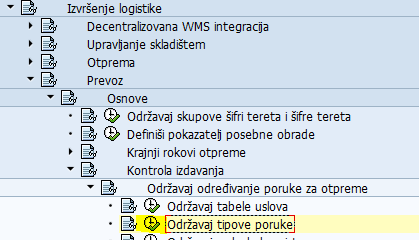 Izvršenje logistike
Decentralizovana WMS integracija
Upravljanje skladištem
Otprema
Prevoz
Osnove
Održavaj skupove šifri tereta i šifre tereta
Definiši pokazatelj posebne obrade
Krajnji rokovi otpreme
Kontrola izdavanja
Održavaj određivanje poruke za otpreme
Održavaj tabele uslova
Održavaj tipove poruke